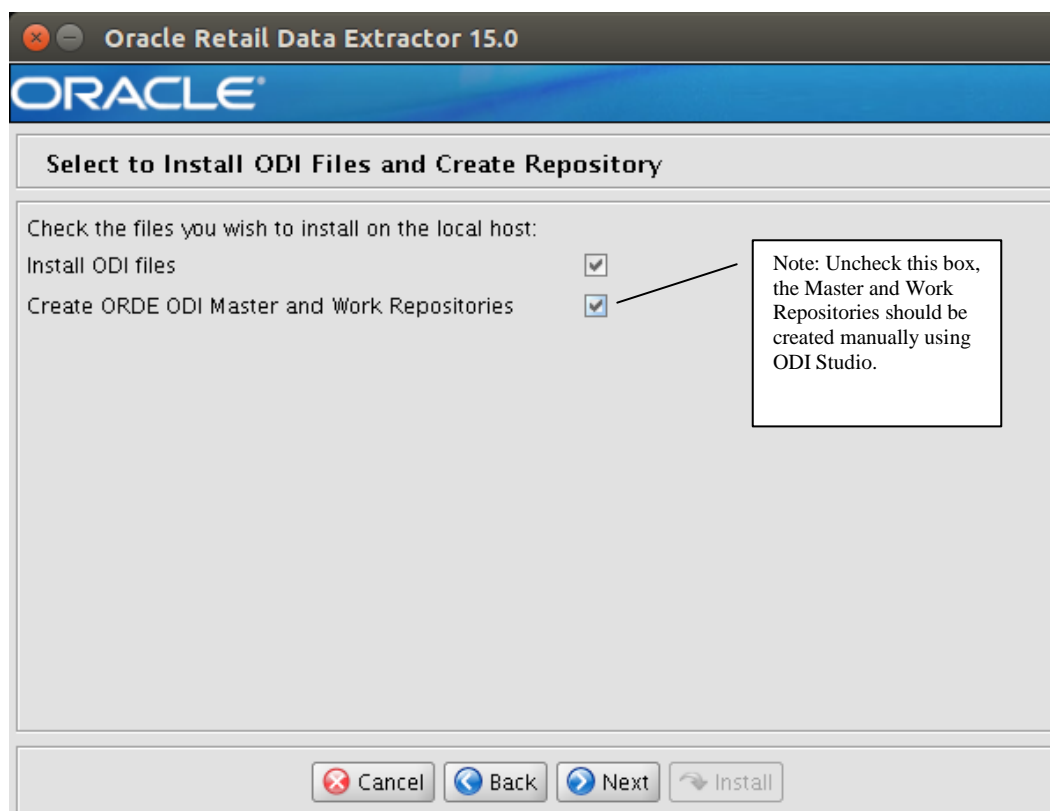 Oracle Retail Data Extractor 15.0
ORACLE
Select to Install ODI Files and Create Repository
Check the files you wish to install on the local host:
Install ODI files
Create ORDE ODI Master and Work Repositories
Note: Uncheck this box,
the Master and Work
Repositories should be
created manually using
ODI Studio.
Cancel
Back
Next
Install